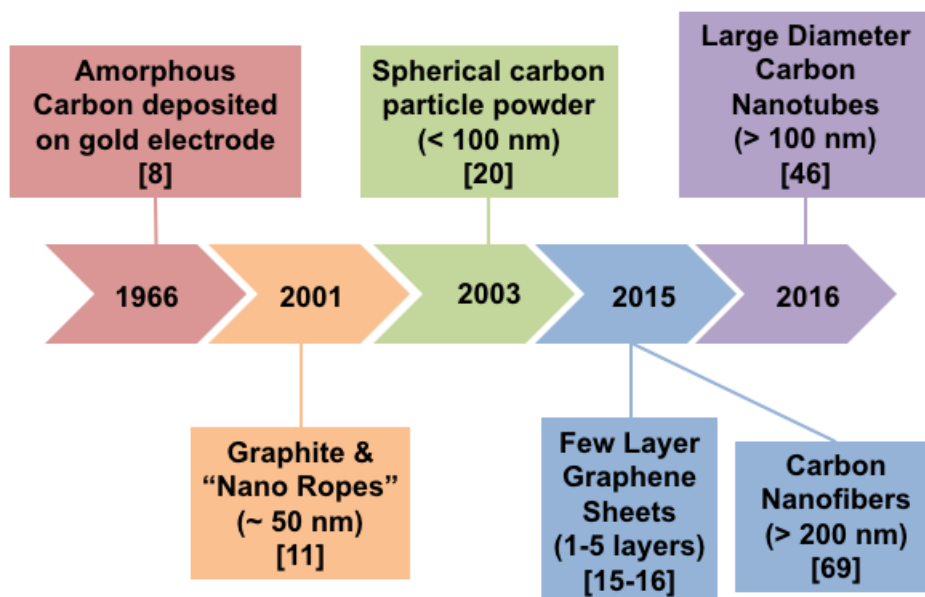 Amorphous
Carbon deposited
on gold electrode
[8]
Spherical carbon
particle powder
(< 100 nm)
[20]
Large Diameter
Carbon
Nanotubes
(> 100 nm)
[46]
1966
2001
2003
2015
2016
Graphite &
“Nano Ropes”
(~ 50 nm)
[11]
Few Layer
Graphene
Sheets
(1-5 layers)
[15-16]
Carbon
Nanofibers
(> 200 nm)
[69]